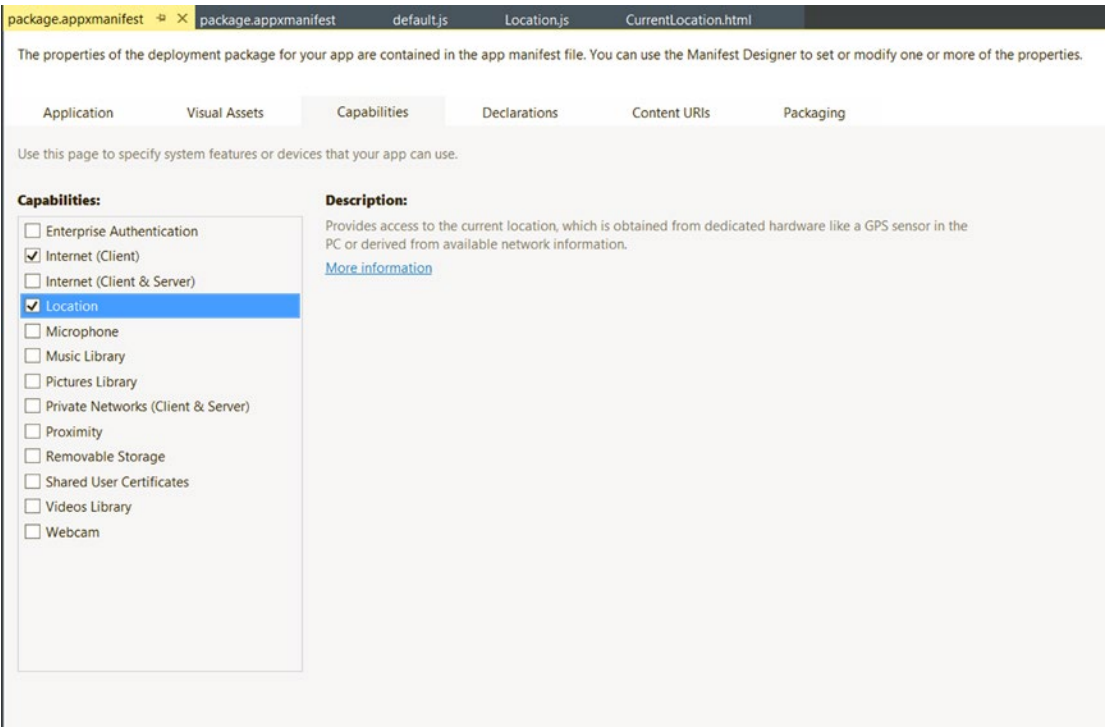 package.appxmanifest package.appxmanifest default.js Location.js CurrentLocation.html
The properties of the deployment package for your app are contained in the app manifest file. You can use the Manifest Designer to set or modify one or more of the properties.
Application Visual Assets Capabilities Declarations Content URIs Packaging
Use this page to specify system features or devices that your app can use.
Capabilities:
Enterprise Authentication
Internet (Client)
Internet (Client & Server)
Location
Microphone
Music Library
Pictures Library
Private Networks (Client & Server)
Proximity
Removable Storage
Shared User Certificates
Videos Library
Webcam
Description:
Provides access to the current location, which is obtained from dedicated hardware like a GPS sensor in the
PC or derived from available network information.
More information